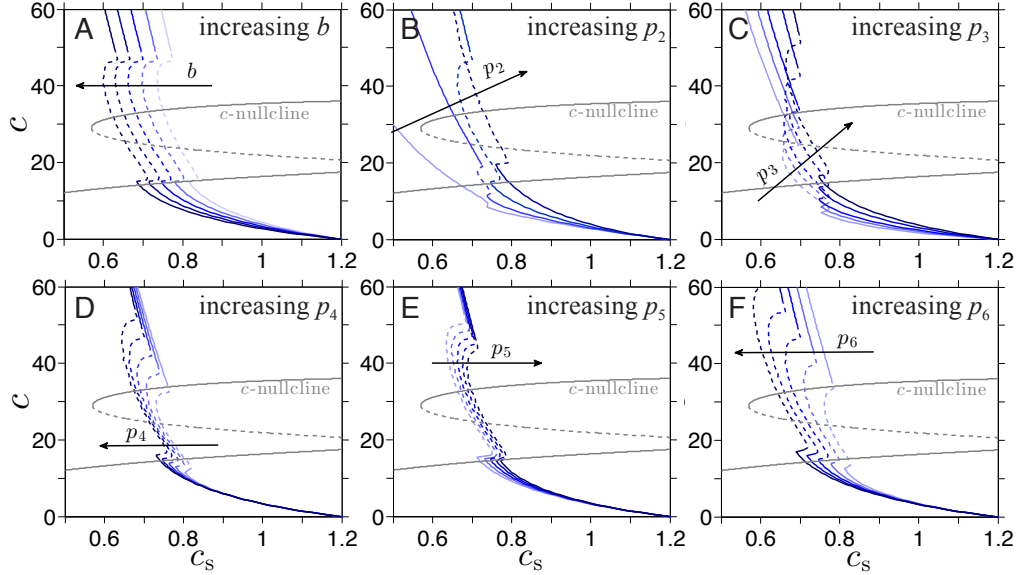 A increasing b
60
40
20
0
c
b
c-nullcline
0.6 0.8 1 1.2
B increasing p2
60
40
20
0
p2
c-nullcline
0.6 0.8 1 1.2
C increasing p3
60
40
20
0
p3
c-nullcline
0.6 0.8 1 1.2
D increasing p4
60
40
20
0
c
p4
c-nullcline
0.6 0.8 1 1.2
cs
E increasing p5
60
40
20
0
p5
c-nullcline
0.6 0.8 1 1.2
cs
F increasing p6
60
40
20
0
p6
c-nullcline
0.6 0.8 1 1.2
cs